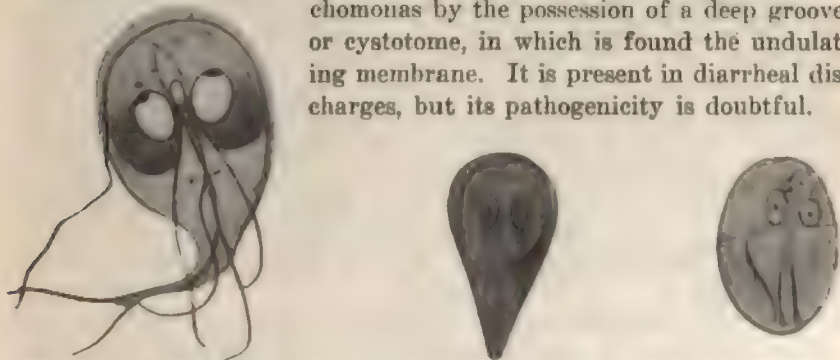 chomonas by the possession of a deep groove
or cystotome, in which is found the undulat
ing membrane. It is present in diarrheal dis
charges, but its pathogenicity is doubtful.